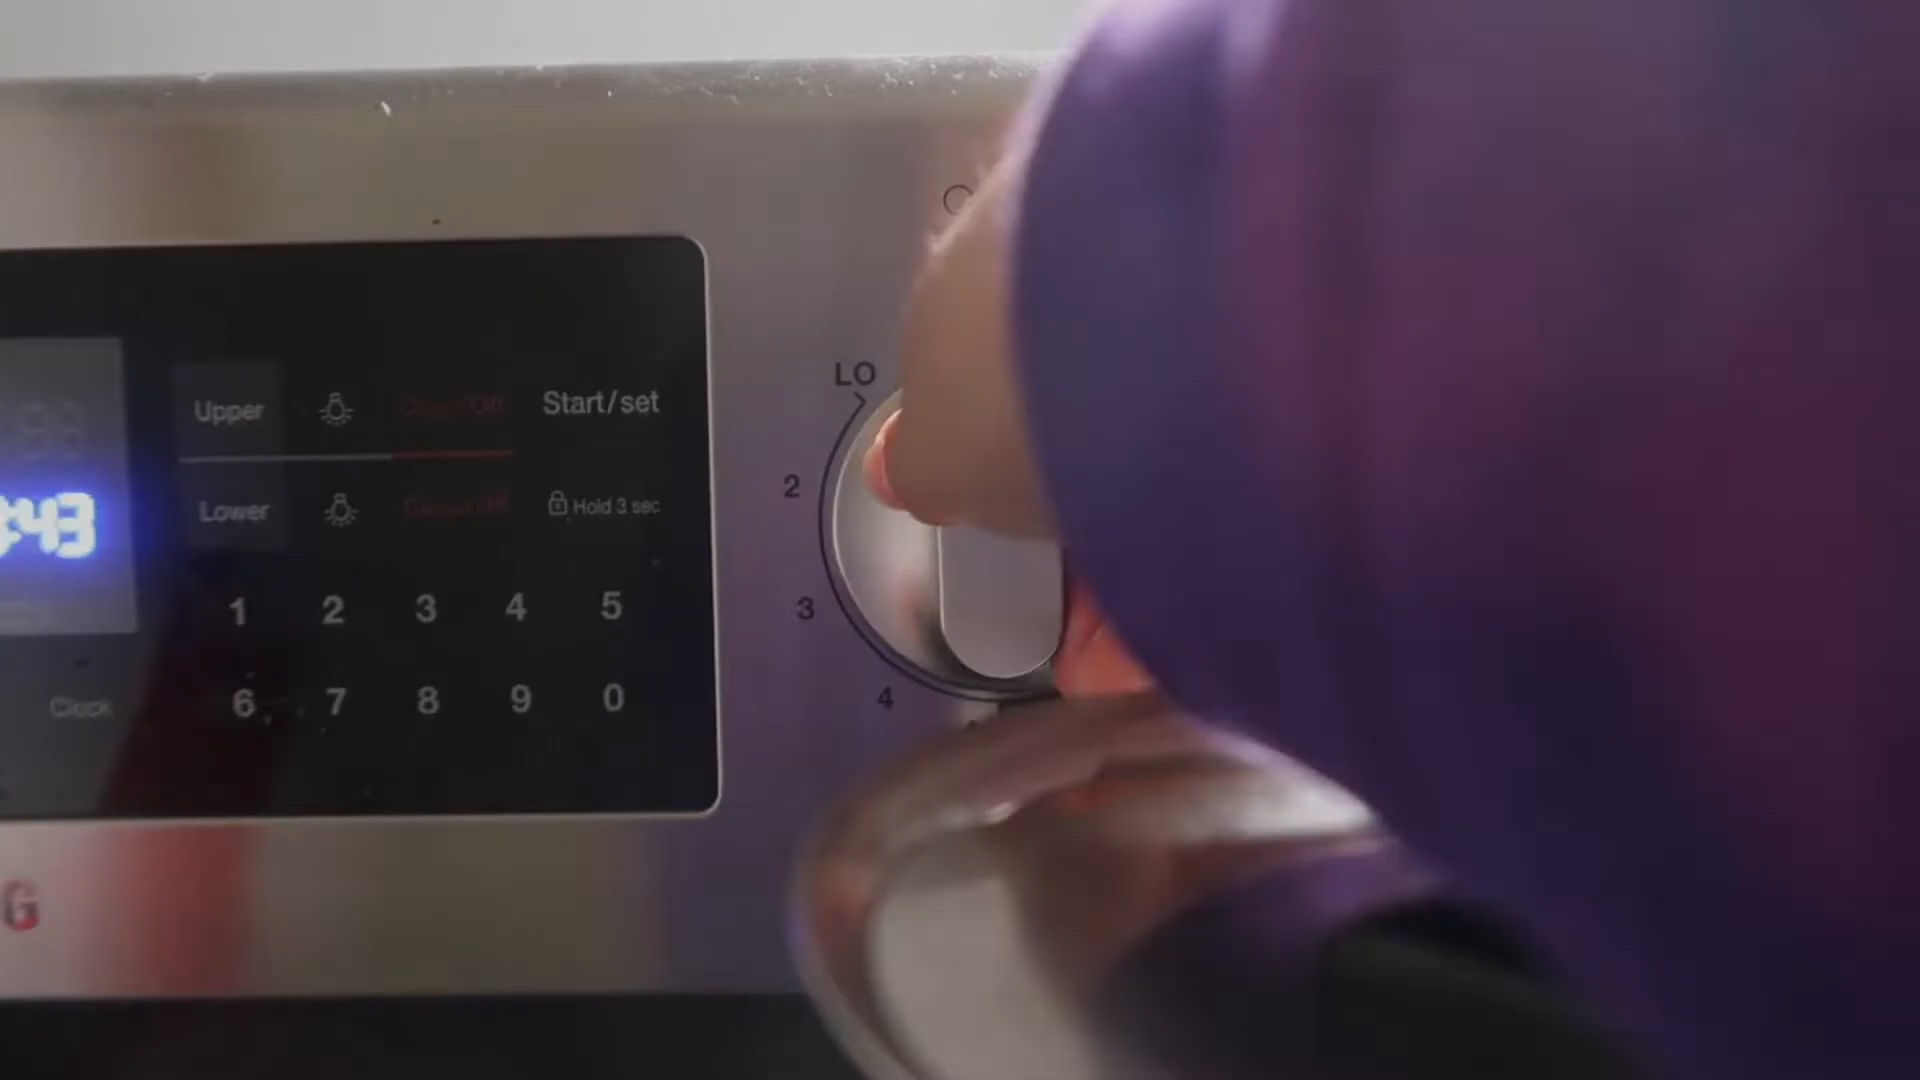 LO
Upper
Start/set
2
:43
Lower
Hold 3 sec
3
1 2 3 4 5
4
6 7 8 9 0
Clock
G